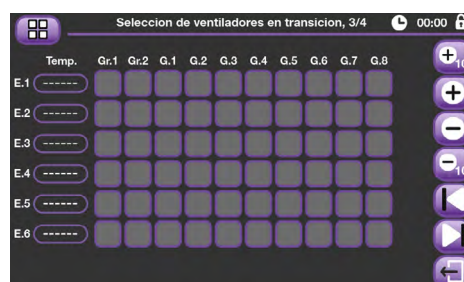 Seleccion de ventiladores en transicion, 3/4 00:00
Temp. Gr.1 Gr.2 G.1 G.2 G.3 G.4 G.5 G.6 G.7 G.8
E.1 ------
E.2 ------
E.3 ------
E.4 ------
E.5 ------
E.6 ------
+10
+
-
-10